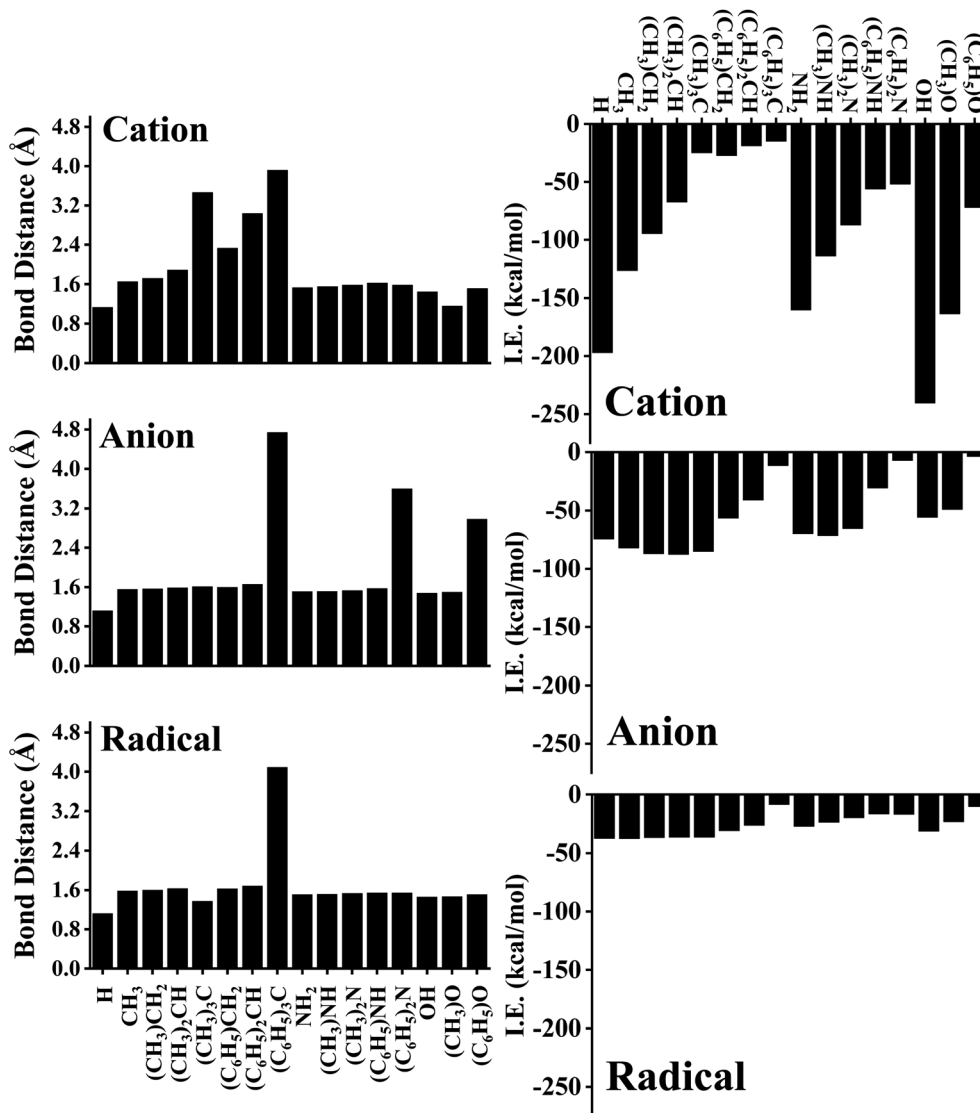 Cation
Bond Distance (Å)
4.8
4.0
3.2
2.4
1.6
0.8
0.0
Anion
Bond Distance (Å)
4.8
4.0
3.2
2.4
1.6
0.8
0.0
Radical
Bond Distance (Å)
4.8
4.0
3.2
2.4
1.6
0.8
0.0
H
CH3
(CH3)CH2
(CH3)2CH
(CH3)3C
(C6H5)CH2
(C6H5)2CH
(C6H5)3C
NH2
(CH3)NH
(CH3)2N
(C6H5)NH
(C6H5)2N
OH
(CH3)O
(C6H5)O
H
CH3
(CH3)CH2
(CH3)2CH
(CH3)3C
(C6H5)CH2
(C6H5)2CH
(C6H5)3C
NH2
(CH3)NH
(CH3)2N
(C6H5)NH
(C6H5)2N
OH
(CH3)O
(C6H5)O
I.E. (kcal/mol)
0
-50
-100
-150
-200
-250
Cation
I.E. (kcal/mol)
0
-50
-100
-150
-200
-250
Anion
I.E. (kcal/mol)
0
-50
-100
-150
-200
-250
Radical